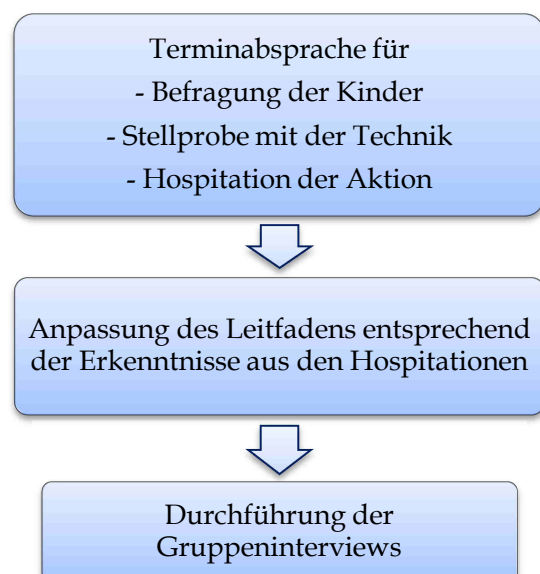 Terminabsprache für
- Befragung der Kinder
- Stellprobe mit der Technik
- Hospitation der Aktion
Anpassung des Leitfadens entsprechend
der Erkenntnisse aus den Hospitationen
Durchführung der
Gruppeninterviews